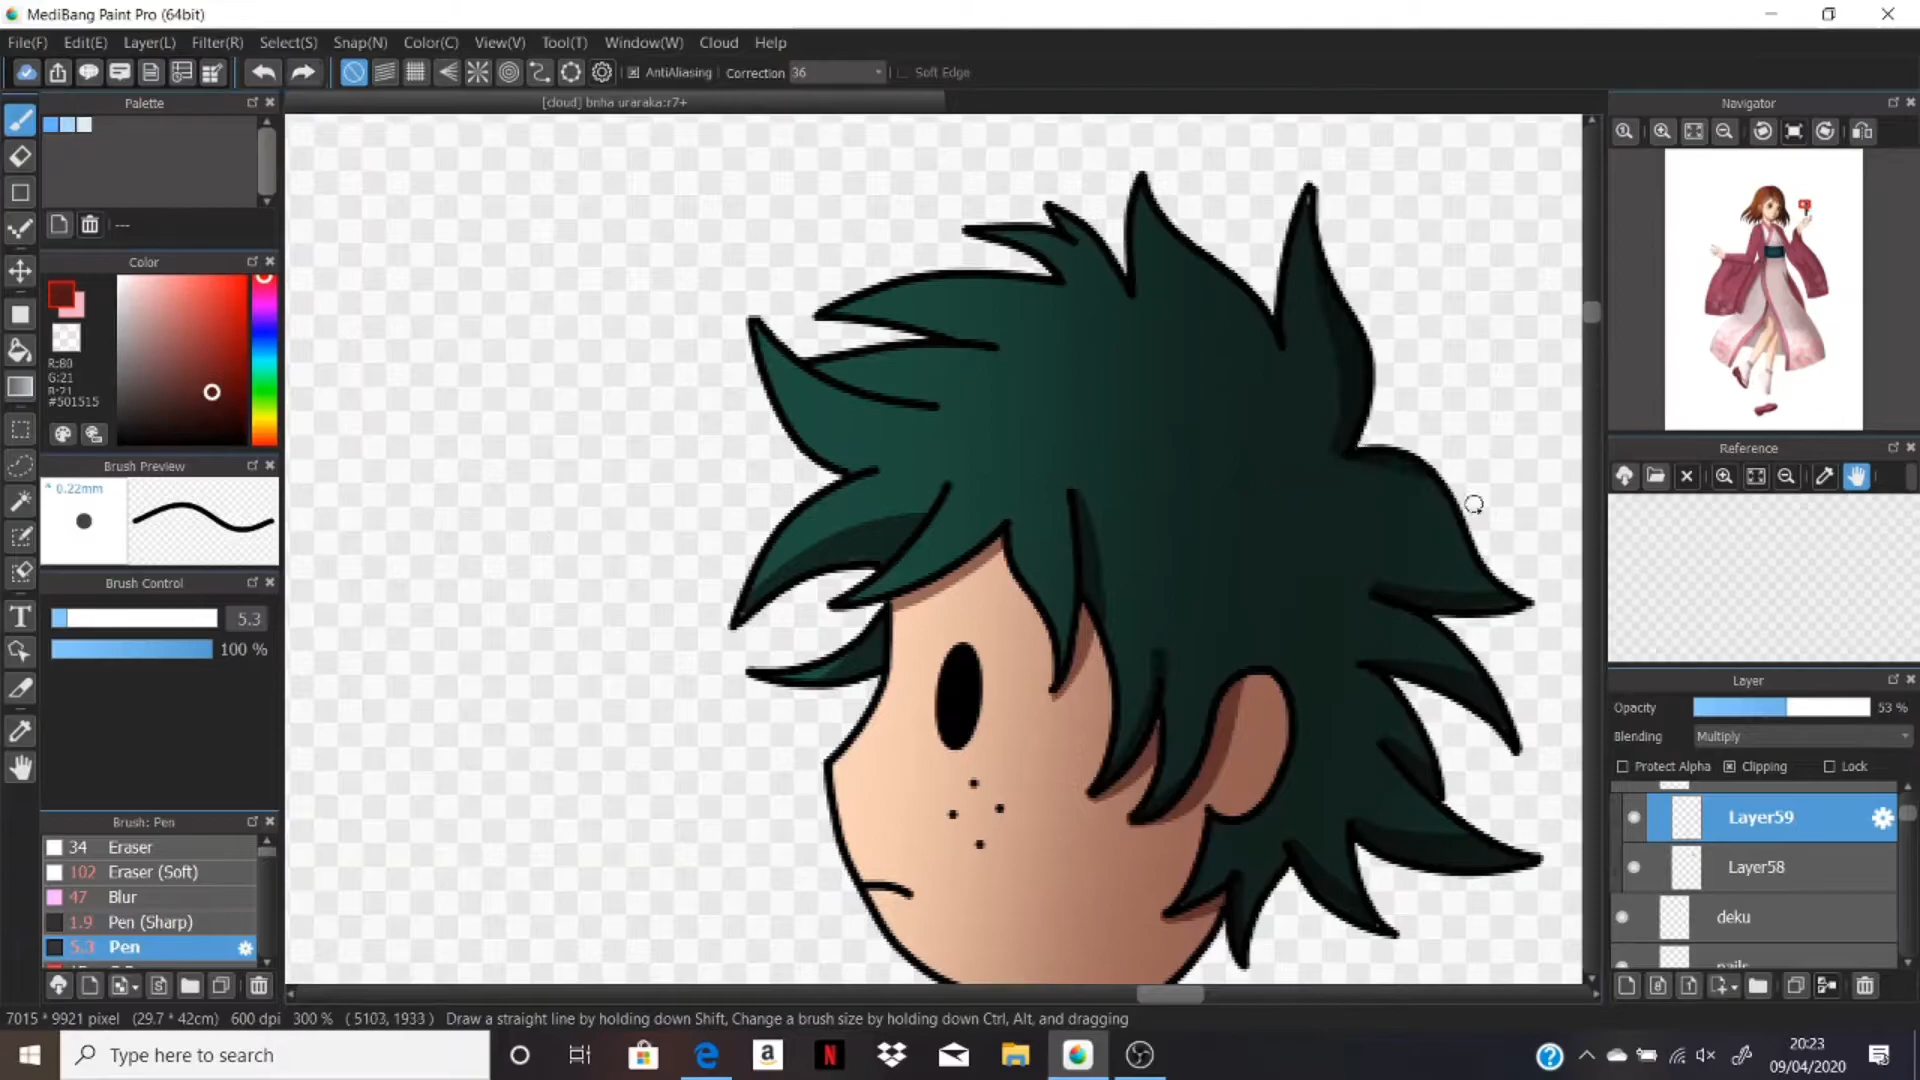 MediBang Paint Pro (64bit)
File(F) Edit(E) Layer(L) Filter(R) Select(S) Snap(N) Color(C) View(V) Tool(T) Window(W) Cloud Help
AntiAliasing Correction 36 Soft Edge
Palette
[cloud] bnha uraraka:r7+
Navigator
---
Color
R:80
G:21
B:21
#501515
Brush Preview
0.22mm
Brush Control
5.3
100 %
Reference
Layer
Opacity 53 %
Blending Multiply
Protect Alpha Clipping Lock
Layer59
Layer58
deku
nails
Brush: Pen
34 Eraser
102 Eraser (Soft)
47 Blur
1.9 Pen (Sharp)
5.3 Pen
7015 * 9921 pixel (29.7 * 42cm) 600 dpi 300 % ( 5103, 1933 ) Draw a straight line by holding down Shift, Change a brush size by holding down Ctrl, Alt, and dragging
T
Type here to search
20:23
09/04/2020